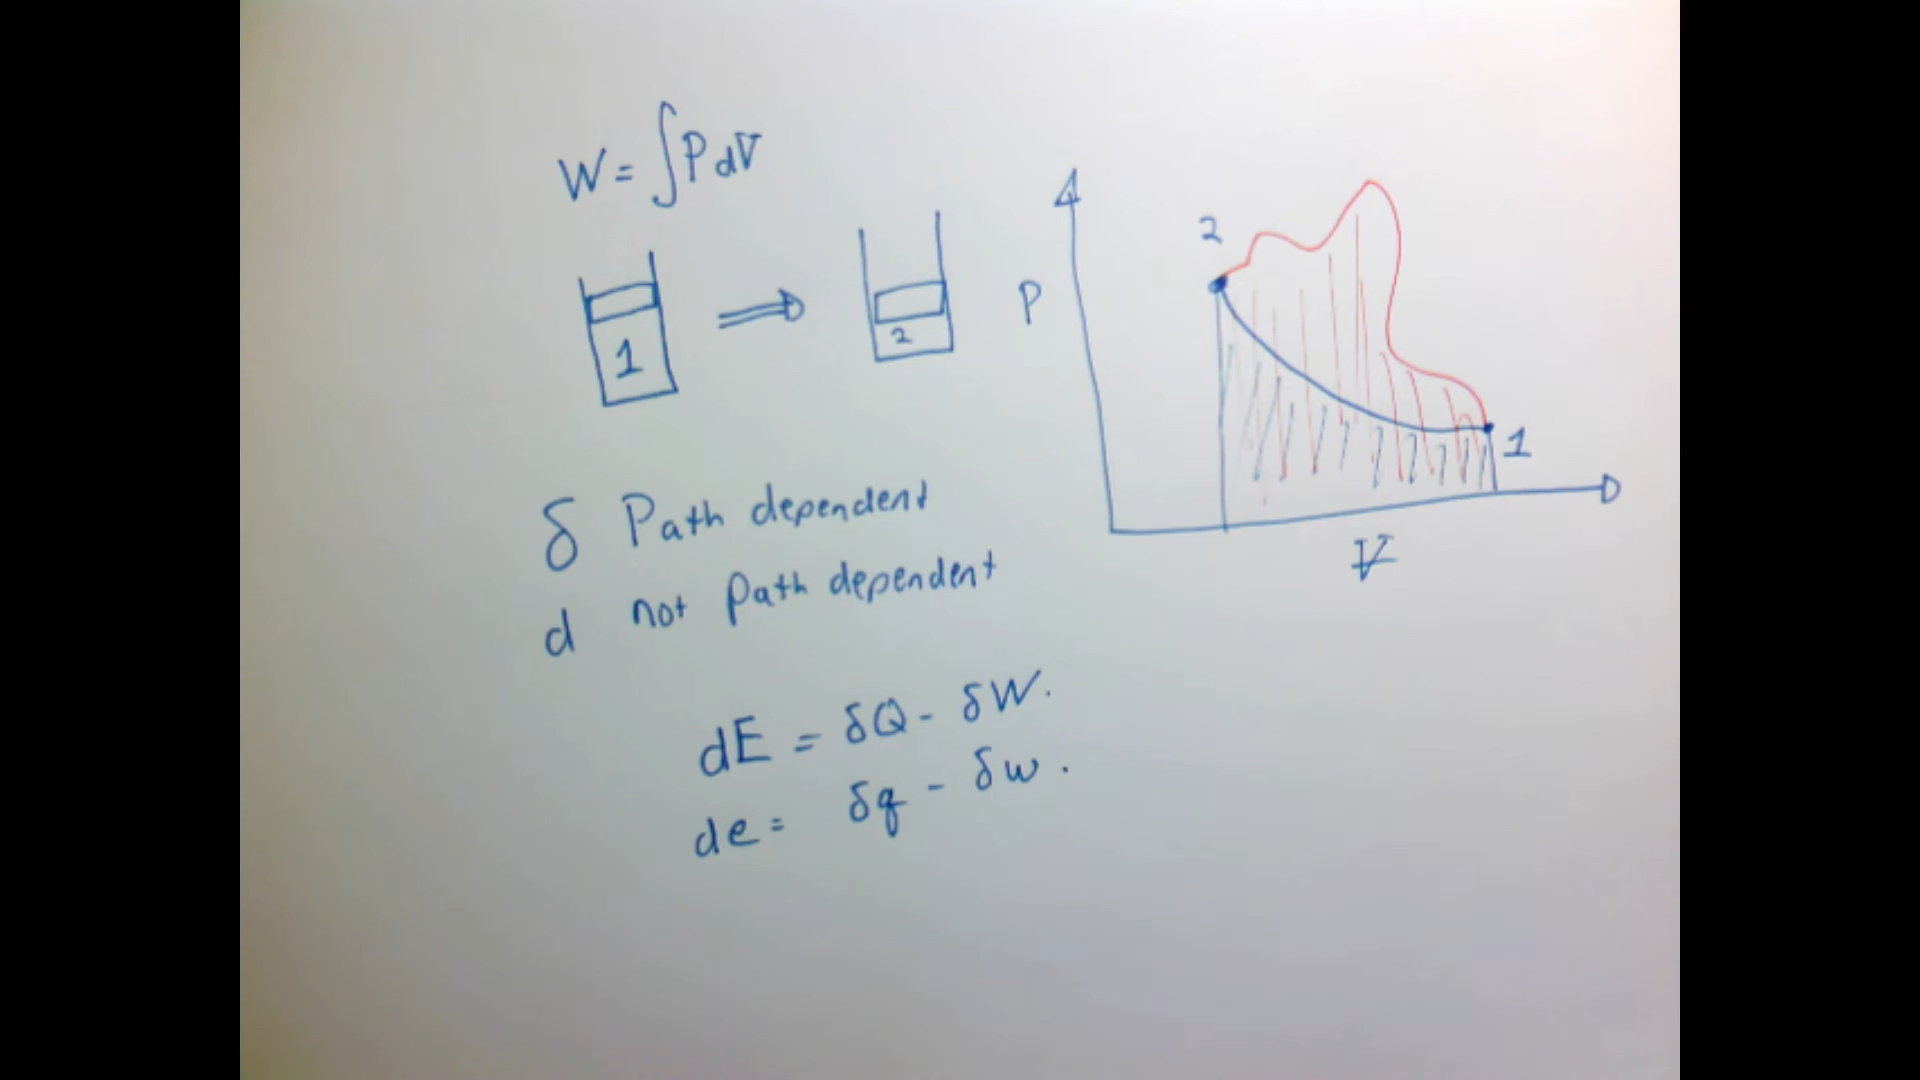 W = ∫P dV
1
2
P
2
1
V
δ Path dependent
d not path dependent
dE = δQ - δW.
de = δq - δw.